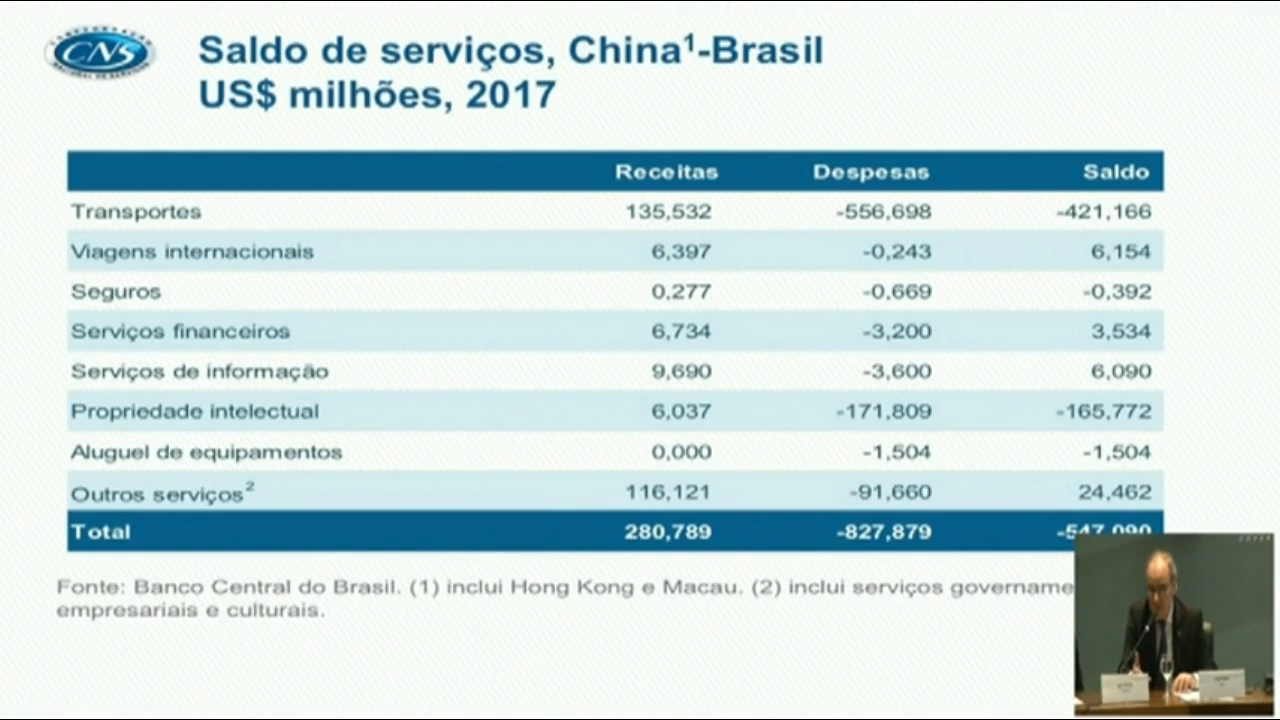 CNS
Saldo de serviços, China¹-Brasil
US$ milhões, 2017
Receitas Despesas Saldo
Transportes 135,532 -556,698 -421,166
Viagens internacionais 6,397 -0,243 6,154
Seguros 0,277 -0,669 -0,392
Serviços financeiros 6,734 -3,200 3,534
Serviços de informação 9,690 -3,600 6,090
Propriedade intelectual 6,037 -171,809 -165,772
Aluguel de equipamentos 0,000 -1,504 -1,504
Outros serviços² 116,121 -91,660 24,462
Total 280,789 -827,879 -547,090
Fonte: Banco Central do Brasil. (1) inclui Hong Kong e Macau. (2) inclui serviços govername
empresariais e culturais.